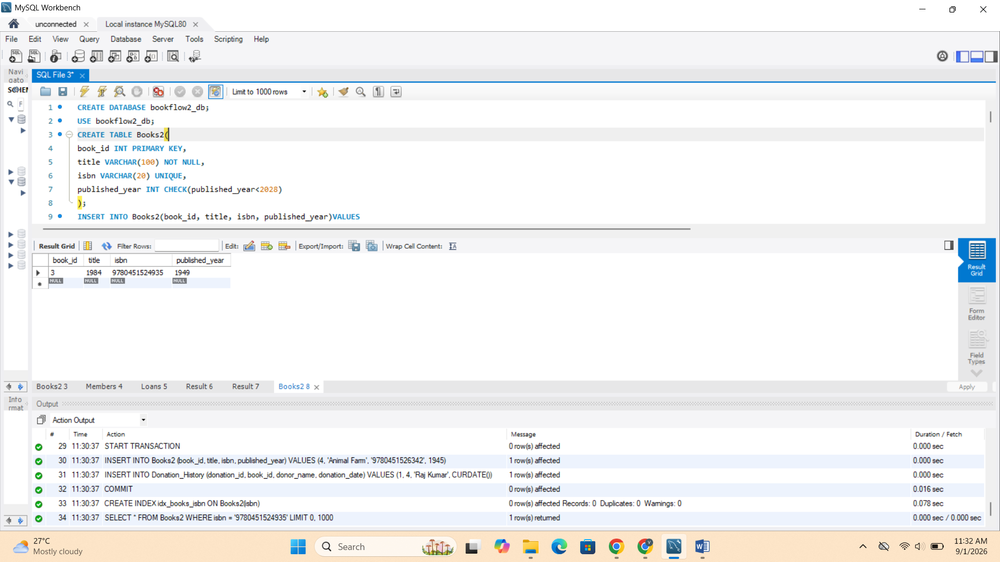 MySQL Workbench
unconnected
Local instance MySQL80
File Edit View Query Database Server Tools Scripting Help
Navi
gato
SCHEM
F
SQL File 3*
Limit to 1000 rows
1 CREATE DATABASE bookflow2_db;
2 USE bookflow2_db;
3 CREATE TABLE Books2(
4 book_id INT PRIMARY KEY,
5 title VARCHAR(100) NOT NULL,
6 isbn VARCHAR(20) UNIQUE,
7 published_year INT CHECK(published_year<2028)
8 );
9 INSERT INTO Books2(book_id, title, isbn, published_year)VALUES
Result Grid Filter Rows: Edit: Export/Import: Wrap Cell Content:
book_id title isbn published_year
3 1984 9780451524935 1949
NULL NULL NULL NULL
Result
Grid
Form
Editor
Field
Types
Books2 3 Members 4 Loans 5 Result 6 Result 7 Books2 8
Apply
Info
rmat
Output
Action Output
# Time Action Message Duration / Fetch
29 11:30:37 START TRANSACTION 0 row(s) affected 0.000 sec
30 11:30:37 INSERT INTO Books2 (book_id, title, isbn, published_year) VALUES (4, 'Animal Farm', '9780451526342', 1945) 1 row(s) affected 0.000 sec
31 11:30:37 INSERT INTO Donation_History (donation_id, book_id, donor_name, donation_date) VALUES (1, 4, 'Raj Kumar', CURDATE()) 1 row(s) affected 0.000 sec
32 11:30:37 COMMIT 0 row(s) affected 0.016 sec
33 11:30:37 CREATE INDEX idx_books_isbn ON Books2(isbn) 0 row(s) affected Records: 0 Duplicates: 0 Warnings: 0 0.078 sec
34 11:30:37 SELECT * FROM Books2 WHERE isbn = '9780451524935' LIMIT 0, 1000 1 row(s) returned 0.000 sec / 0.000 sec
27°C
Mostly cloudy
Search
11:32 AM
9/1/2026